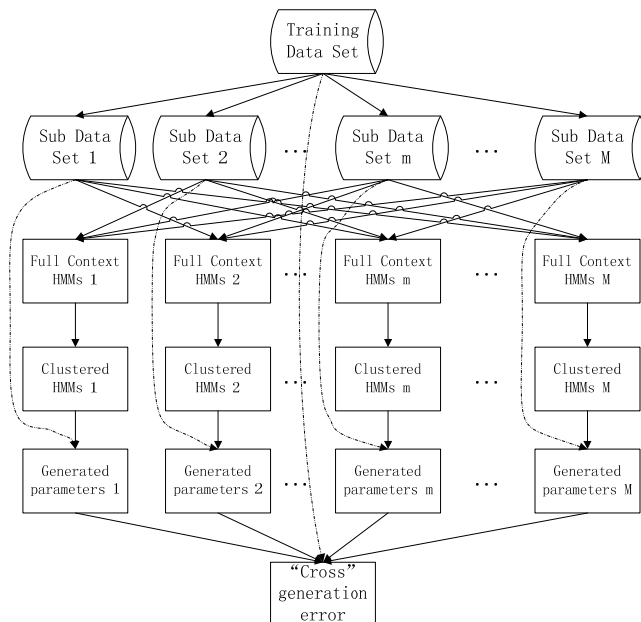 Training
Data Set
Sub Data
Set 1
Sub Data
Set 2
...
Sub Data
Set m
...
Sub Data
Set M
Full Context
HMMs 1
Full Context
HMMs 2
...
Full Context
HMMs m
...
Full Context
HMMs M
Clustered
HMMs 1
Clustered
HMMs 2
...
Clustered
HMMs m
...
Clustered
HMMs M
Generated
parameters 1
Generated
parameters 2
...
Generated
parameters m
...
Generated
parameters M
“Cross”
generation
error